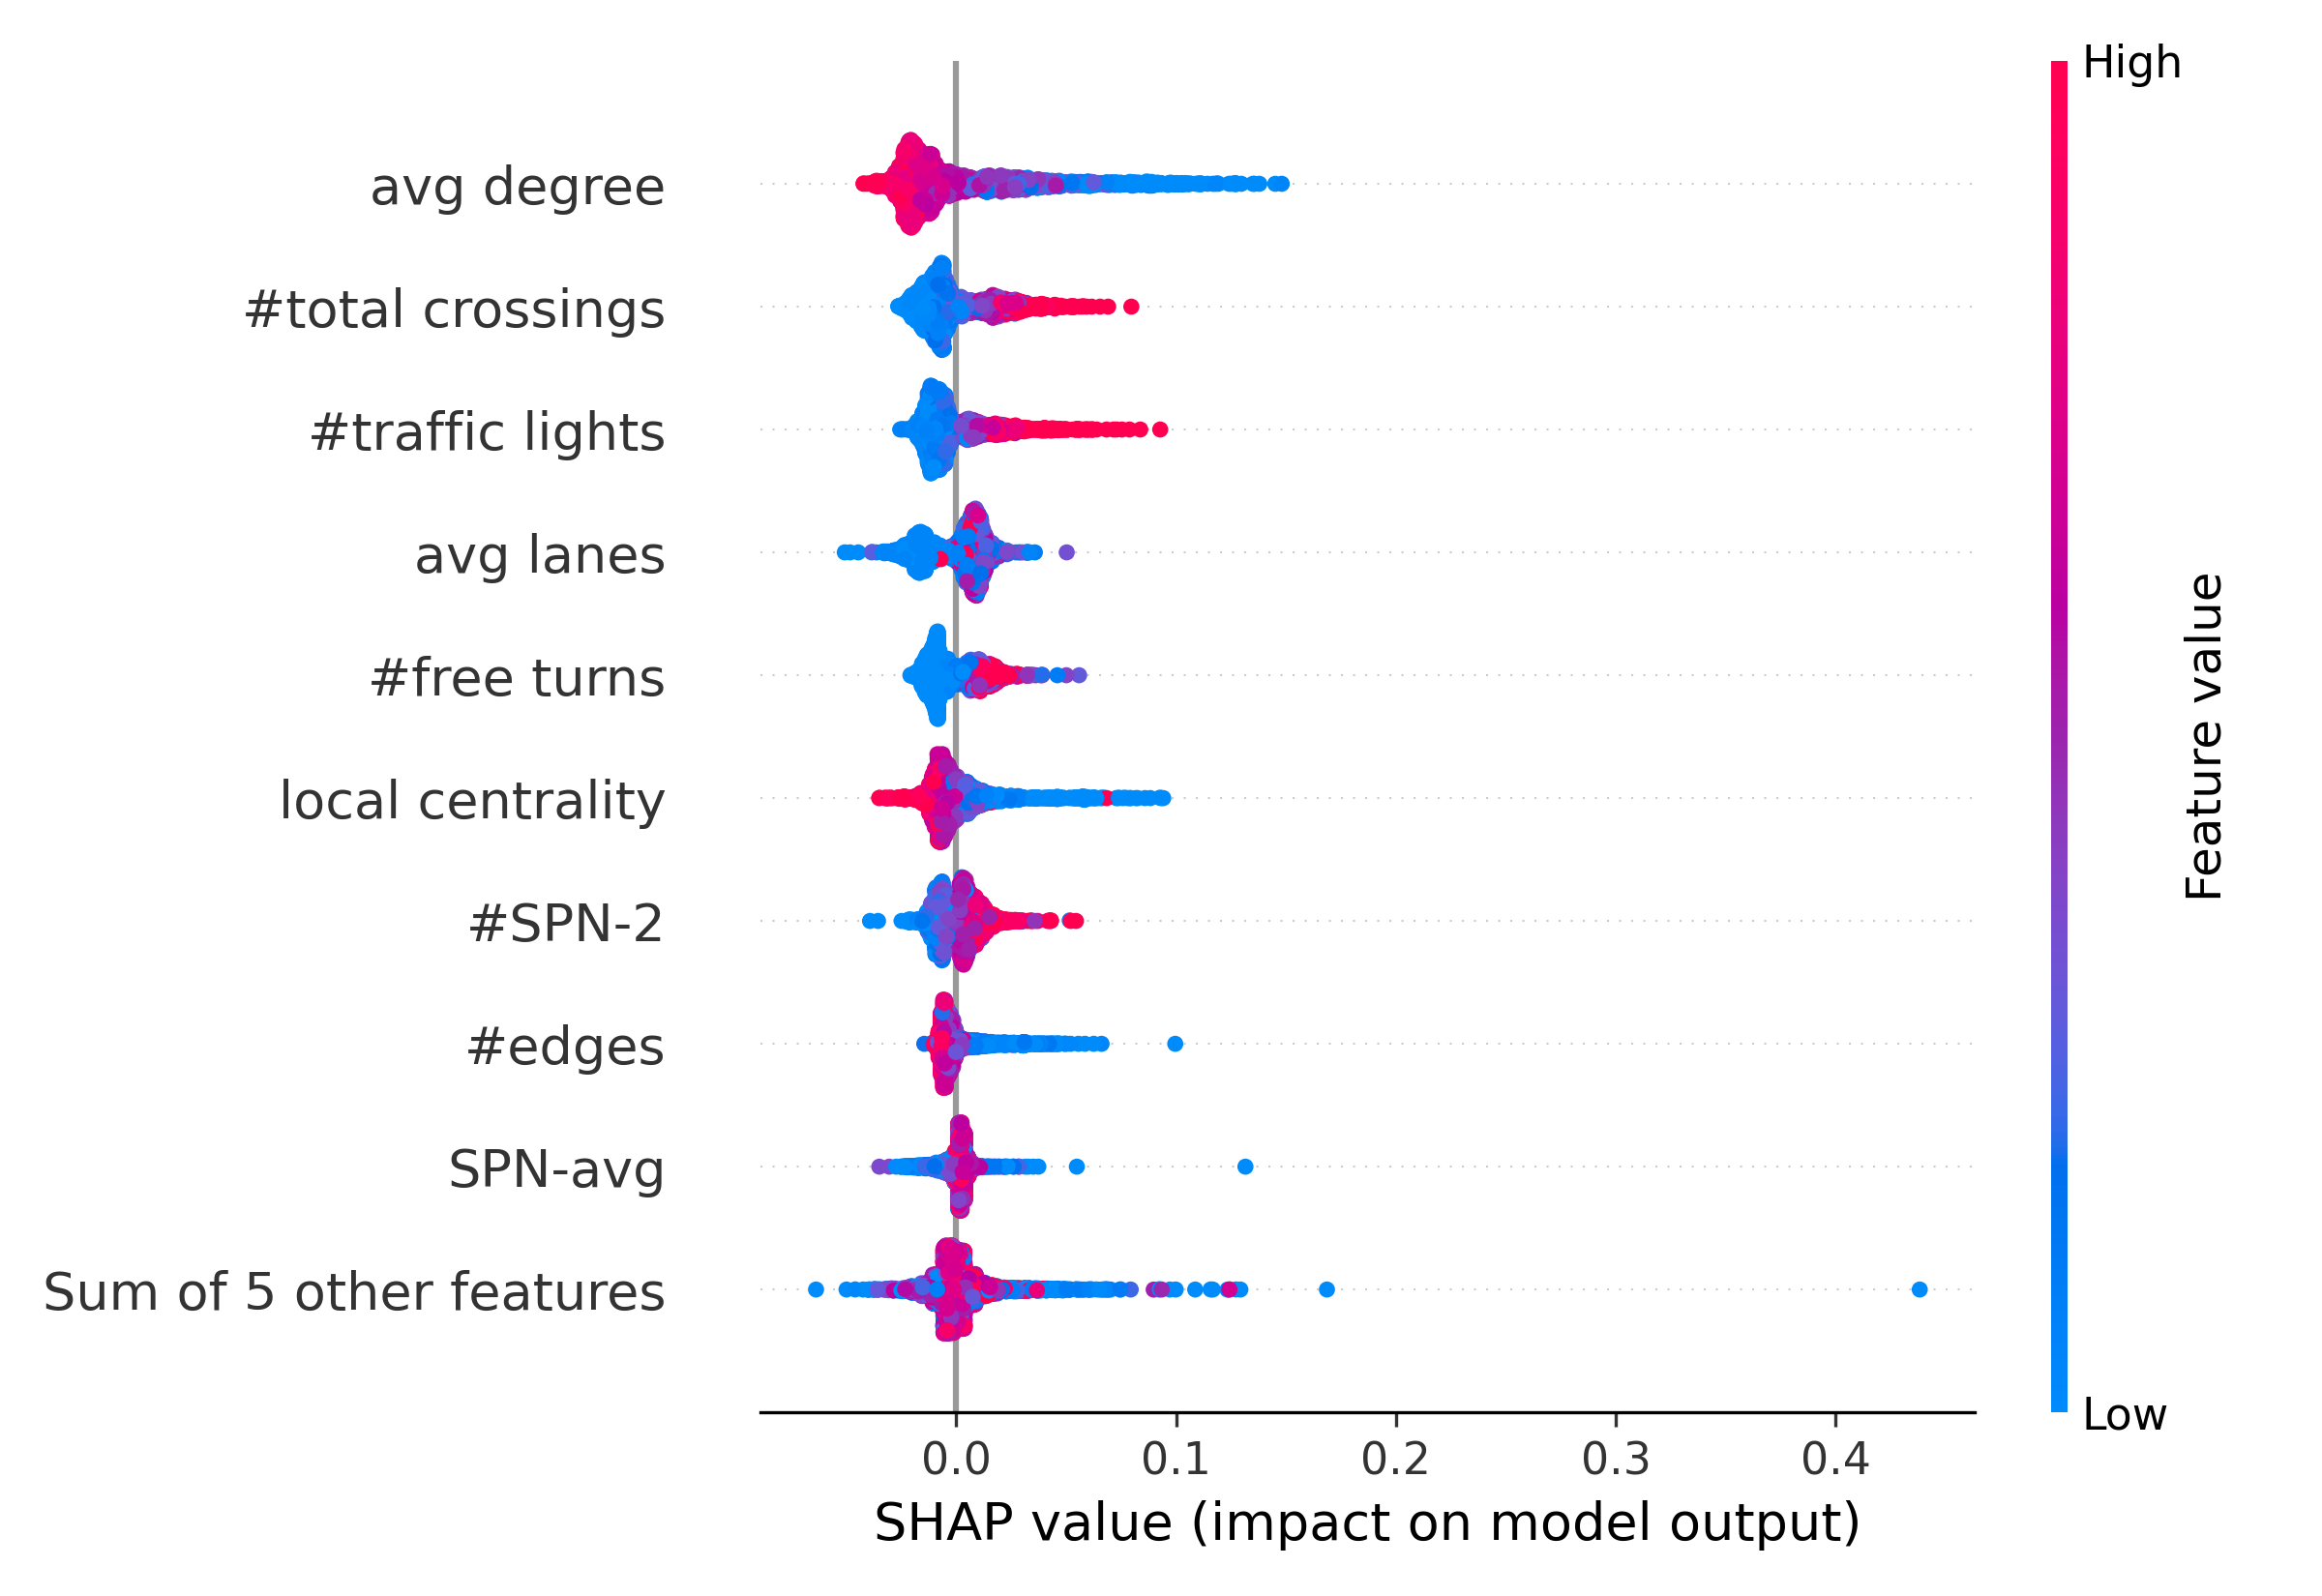 High
avg degree
#total crossings
#traffic lights
avg lanes
#free turns
local centrality
#SPN-2
#edges
SPN-avg
Sum of 5 other features
Feature value
Low
0.0 0.1 0.2 0.3 0.4
SHAP value (impact on model output)